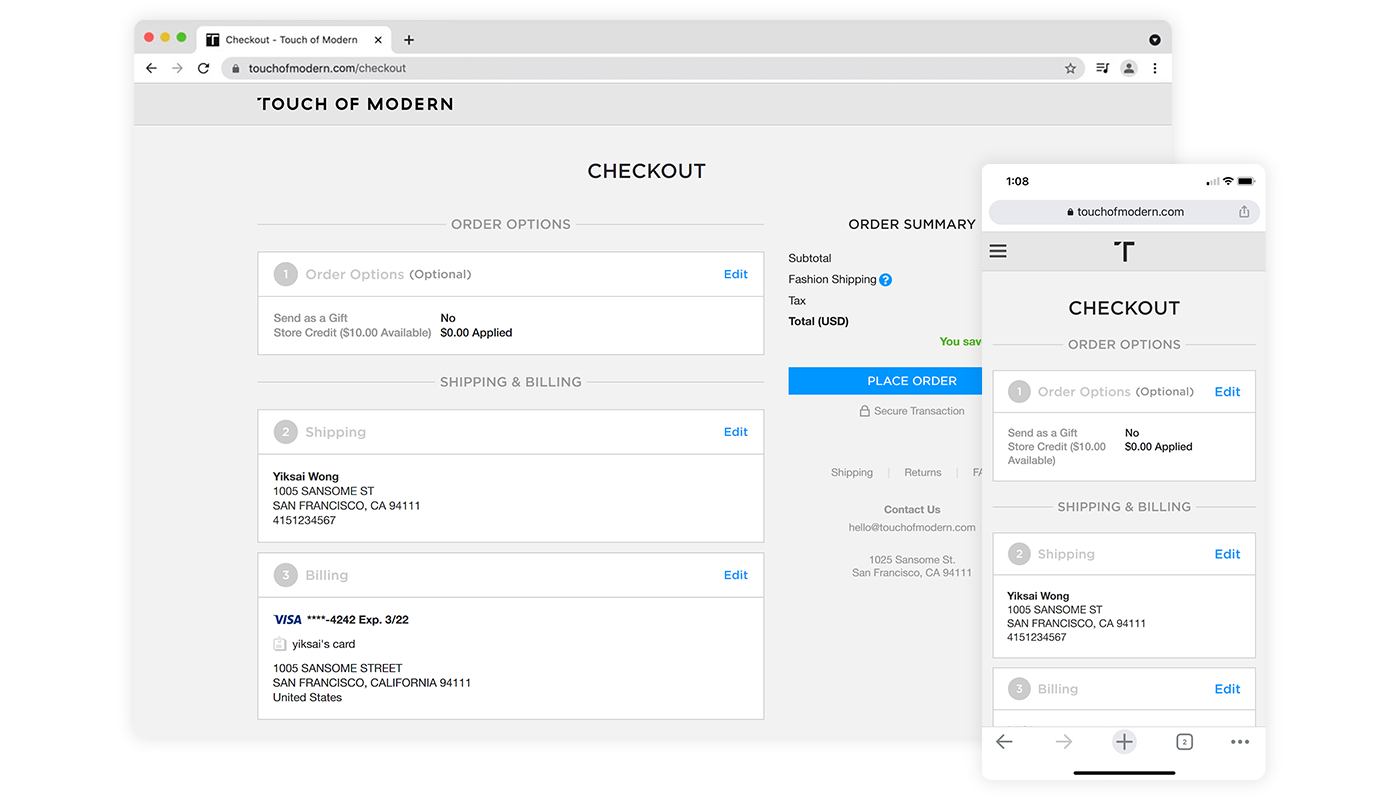 Checkout - Touch of Modern
touchofmodern.com/checkout
TOUCH OF MODERN
CHECKOUT
ORDER OPTIONS
1 Order Options (Optional) Edit
Send as a Gift No
Store Credit ($10.00 Available) $0.00 Applied
SHIPPING & BILLING
2 Shipping Edit
Yiksai Wong
1005 SANSOME ST
SAN FRANCISCO, CA 94111
4151234567
3 Billing Edit
VISA ****-4242 Exp. 3/22
yiksai's card
1005 SANSOME STREET
SAN FRANCISCO, CALIFORNIA 94111
United States
ORDER SUMMARY
Subtotal
Fashion Shipping ?
Tax
Total (USD)
You sav
PLACE ORDER
Secure Transaction
Shipping | Returns | FA
Contact Us
hello@touchofmodern.com
1025 Sansome St.
San Francisco, CA 94111
1:08
touchofmodern.com
T
CHECKOUT
ORDER OPTIONS
1 Order Options (Optional) Edit
Send as a Gift No
Store Credit ($10.00 $0.00 Applied
Available)
SHIPPING & BILLING
2 Shipping Edit
Yiksai Wong
1005 SANSOME ST
SAN FRANCISCO, CA 94111
4151234567
3 Billing Edit
2